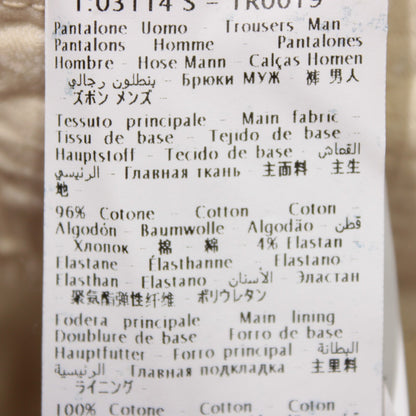 T:03114 S - TR0019
Pantalone Uomo - Trousers Man
Pantalons Homme - Pantalones
Hombre - Hose Mann - Calças Homen
بنطلون رجالي - Брюки МУЖ - 裤 男人
- ズボン メンズ
Tessuto principale - Main fabric -
Tissu de base - Tejido de base -
Hauptstoff - Tecido de base - القماش
الرئيسي - Главная ткань - 主面料 - 主生
地
96% Cotone - Cotton - Coton -
Algodón - Baumwolle - Algodão - قطن
- Хлопок - 棉 - 綿 - 4% Elastan
Elastane - Élasthanne - Elastano -
Elasthan - Elastano - الأستان - Эластан
- 聚氨酯弹性纤维 - ポリウレタン
Fodera principale - Main lining -
Doublure de base - Forro de base -
Hauptfutter - Forro principal - البطانة
الرئيسية - Главная подкладка - 主里料
- ライニング -
100% Cotone - Cotton - Coton -